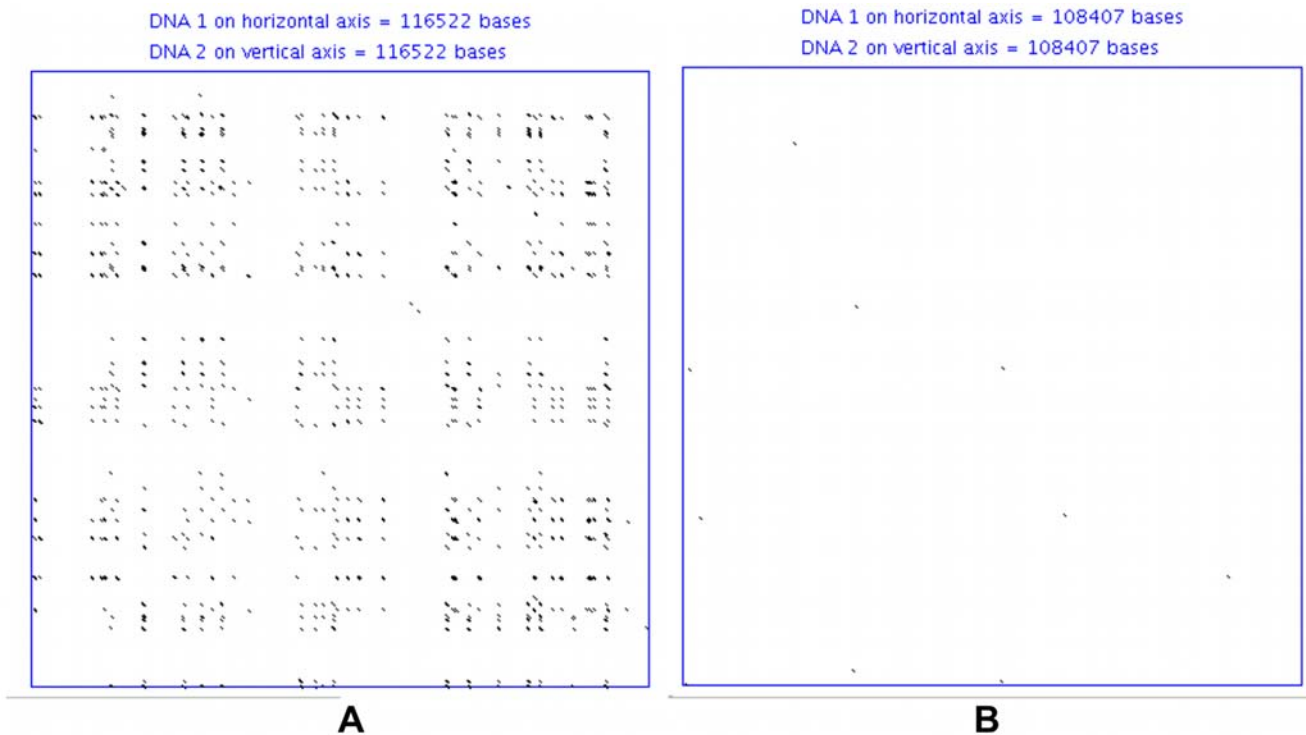 DNA 1 on horizontal axis = 116522 bases
DNA 2 on vertical axis = 116522 bases
DNA 1 on horizontal axis = 108407 bases
DNA 2 on vertical axis = 108407 bases
A
B